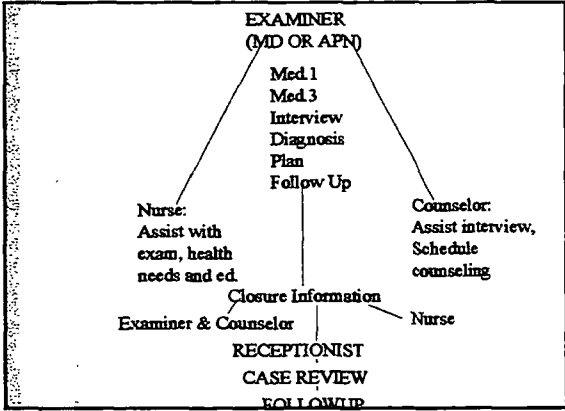 EXAMINER
(MD OR APN)
Med.1
Med.3
Interview
Diagnosis
Plan
Follow Up
Nurse:
Assist with
exam, health
needs and ed.
Counselor:
Assist interview,
Schedule
counseling
Closure Information
Examiner & Counselor
Nurse
RECEPTIONIST
CASE REVIEW
FOLLOWUP